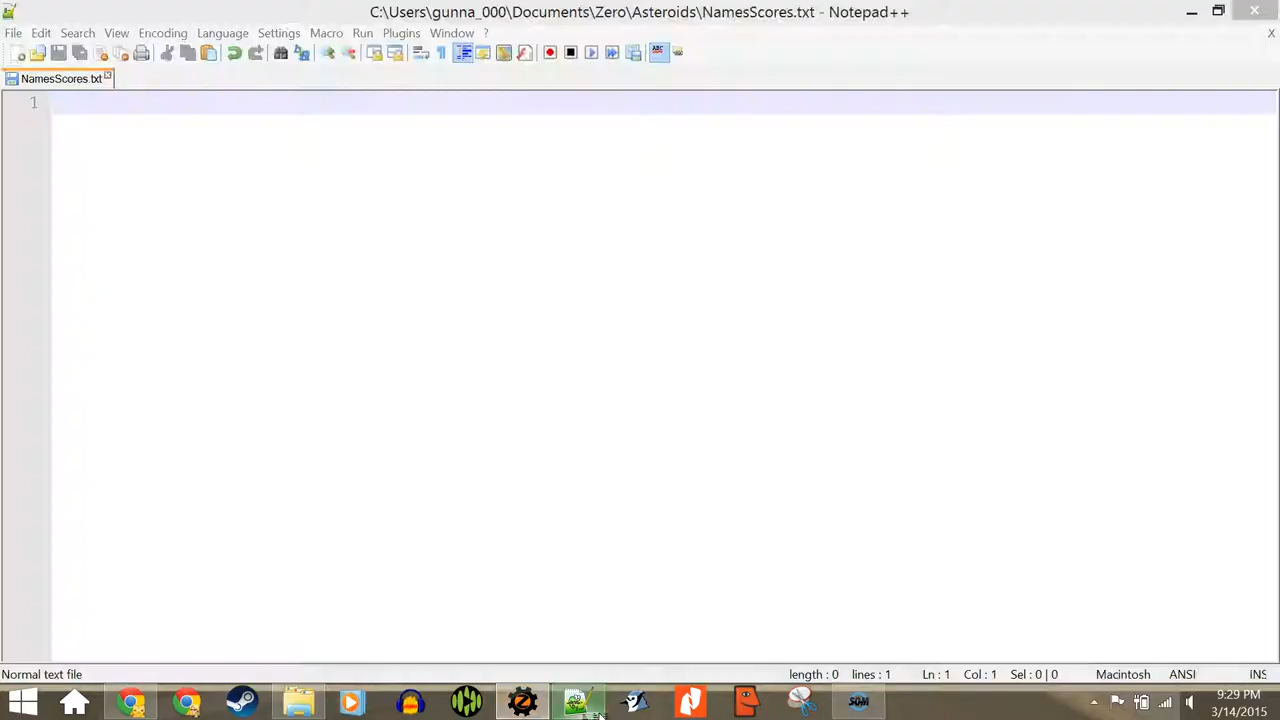 C:\Users\gunna_000\Documents\Zero\Asteroids\NamesScores.txt - Notepad++
File Edit Search View Encoding Language Settings Macro Run Plugins Window ? X
NamesScores.txt
1
Normal text file length : 0 lines : 1 Ln : 1 Col : 1 Sel : 0 | 0 Macintosh ANSI INS
9:29 PM
3/14/2015